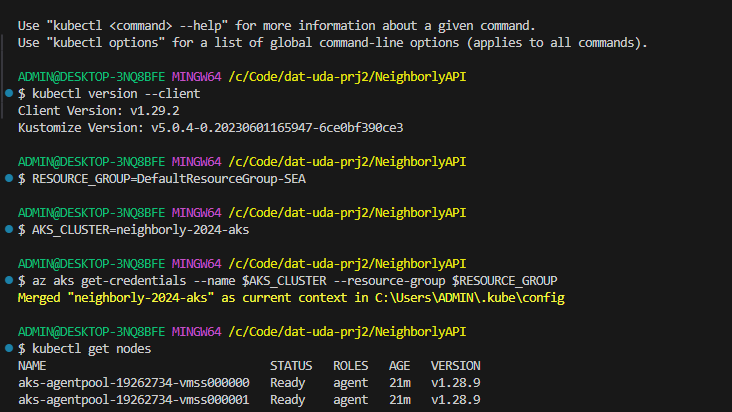 Use "kubectl <command> --help" for more information about a given command.
Use "kubectl options" for a list of global command-line options (applies to all commands).
ADMIN@DESKTOP-3NQ8BFE MINGW64 /c/Code/dat-uda-prj2/NeighborlyAPI
$ kubectl version --client
Client Version: v1.29.2
Kustomize Version: v5.0.4-0.20230601165947-6ce0bf390ce3
ADMIN@DESKTOP-3NQ8BFE MINGW64 /c/Code/dat-uda-prj2/NeighborlyAPI
$ RESOURCE_GROUP=DefaultResourceGroup-SEA
ADMIN@DESKTOP-3NQ8BFE MINGW64 /c/Code/dat-uda-prj2/NeighborlyAPI
$ AKS_CLUSTER=neighborly-2024-aks
ADMIN@DESKTOP-3NQ8BFE MINGW64 /c/Code/dat-uda-prj2/NeighborlyAPI
$ az aks get-credentials --name $AKS_CLUSTER --resource-group $RESOURCE_GROUP
Merged "neighborly-2024-aks" as current context in C:\Users\ADMIN\.kube\config
ADMIN@DESKTOP-3NQ8BFE MINGW64 /c/Code/dat-uda-prj2/NeighborlyAPI
$ kubectl get nodes
NAME STATUS ROLES AGE VERSION
aks-agentpool-19262734-vmss000000 Ready agent 21m v1.28.9
aks-agentpool-19262734-vmss000001 Ready agent 21m v1.28.9